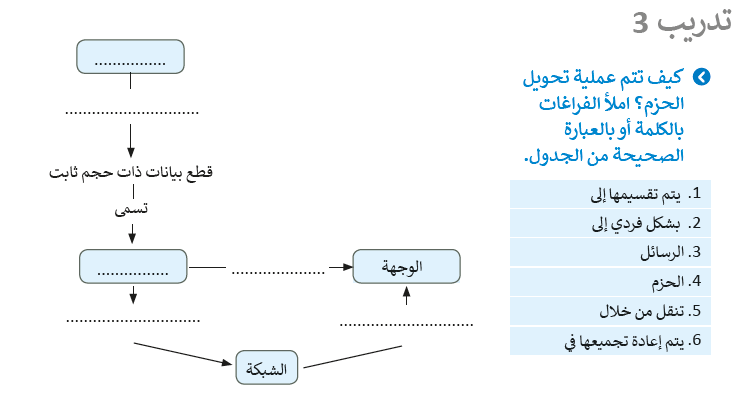 تدريب 3
كيف تتم عملية تحويل
الحزم؟ املأ الفراغات
بالكلمة أو بالعبارة
الصحيحة من الجدول.
1. يتم تقسيمها إلى
2. بشكل فردي إلى
3. الرسائل
4. الحزم
5. تنقل من خلال
6. يتم إعادة تجميعها في
................
..............................
قطع بيانات ذات حجم ثابت
تسمى
................
.....................
الوجهة
..............................
..............................
الشبكة